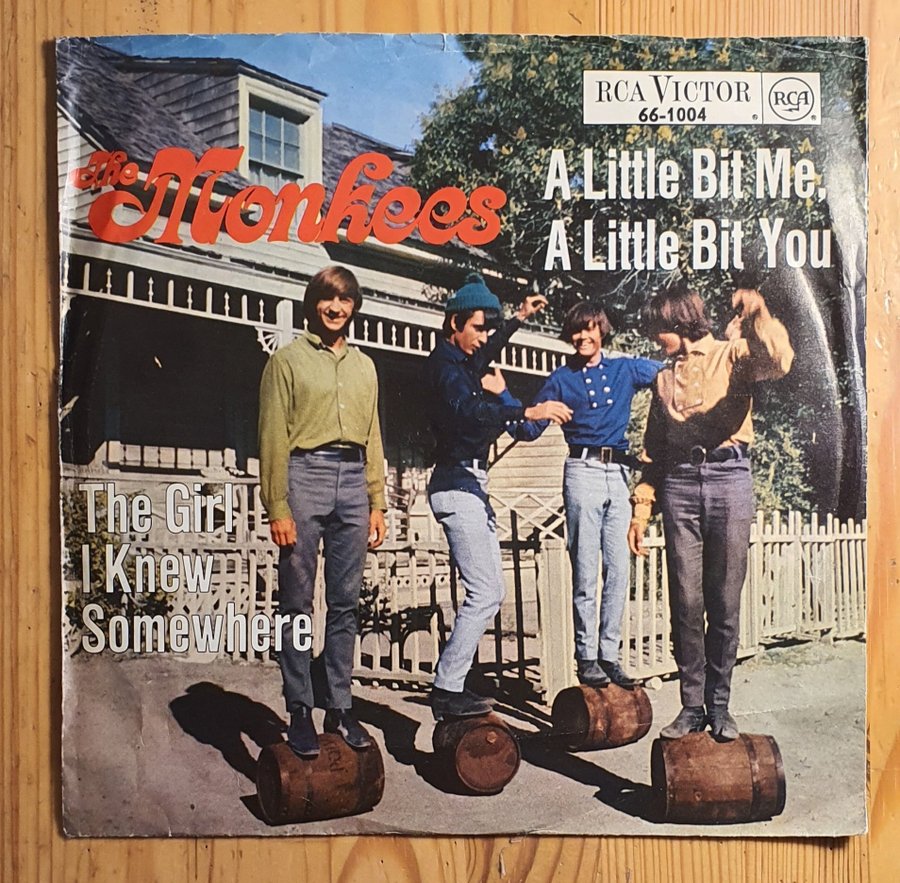 RCA VICTOR
66-1004
RCA
The Monkees
A Little Bit Me,
A Little Bit You
The Girl
I Knew
Somewhere